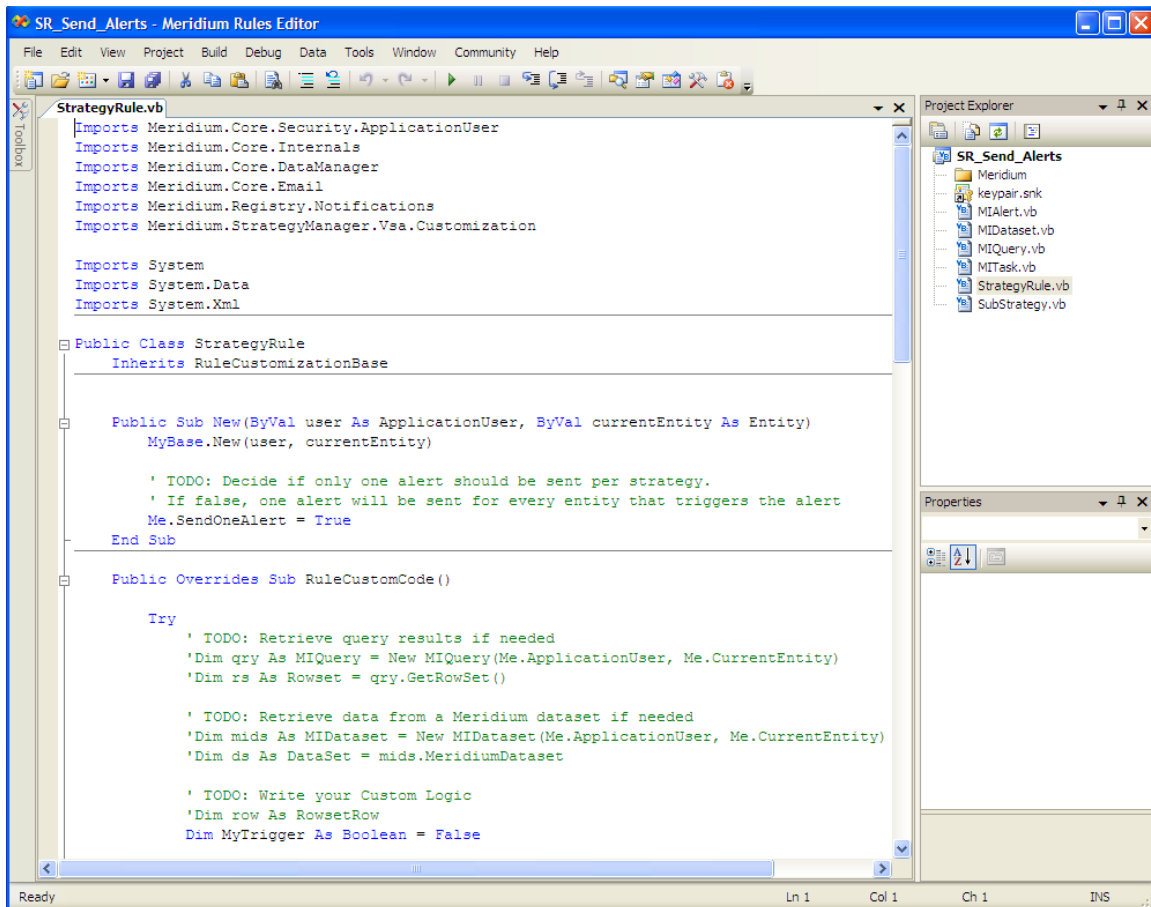 SR_Send_Alerts - Meridium Rules Editor
File Edit View Project Build Debug Data Tools Window Community Help
Toolbox
StrategyRule.vb
Imports Meridium.Core.Security.ApplicationUser
Imports Meridium.Core.Internals
Imports Meridium.Core.DataManager
Imports Meridium.Core.Email
Imports Meridium.Registry.Notifications
Imports Meridium.StrategyManager.Vsa.Customization
Imports System
Imports System.Data
Imports System.Xml
Public Class StrategyRule
Inherits RuleCustomizationBase
Public Sub New(ByVal user As ApplicationUser, ByVal currentEntity As Entity)
MyBase.New(user, currentEntity)
' TODO: Decide if only one alert should be sent per strategy.
' If false, one alert will be sent for every entity that triggers the alert
Me.SendOneAlert = True
End Sub
Public Overrides Sub RuleCustomCode()
Try
' TODO: Retrieve query results if needed
'Dim qry As MIQuery = New MIQuery(Me.ApplicationUser, Me.CurrentEntity)
'Dim rs As Rowset = qry.GetRowSet()
' TODO: Retrieve data from a Meridium dataset if needed
'Dim mids As MIDataset = New MIDataset(Me.ApplicationUser, Me.CurrentEntity)
'Dim ds As DataSet = mids.MeridiumDataset
' TODO: Write your Custom Logic
'Dim row As RowsetRow
Dim MyTrigger As Boolean = False
Project Explorer
SR_Send_Alerts
Meridium
keypair.snk
MIAlert.vb
MIDataset.vb
MIQuery.vb
MITask.vb
StrategyRule.vb
SubStrategy.vb
Properties
Ready Ln 1 Col 1 Ch 1 INS